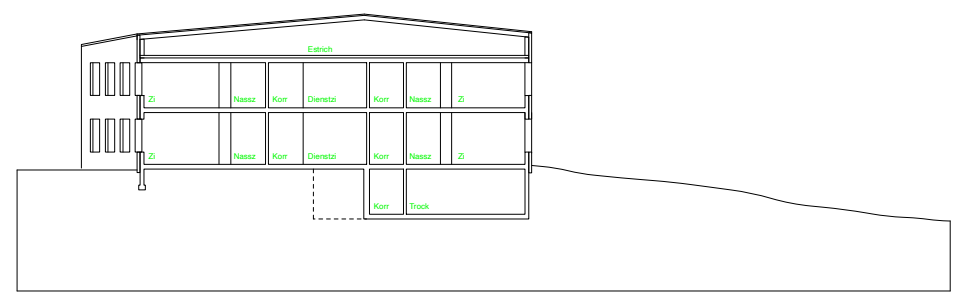 Estrich
Zi Nassz Korr Dienstzi Korr Nassz Zi
Zi Nassz Korr Dienstzi Korr Nassz Zi
Korr Trock